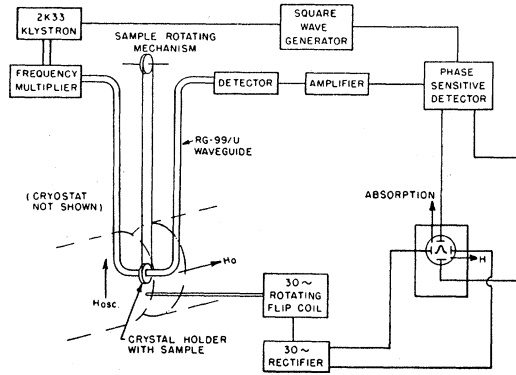 2K33
KLYSTRON
SAMPLE ROTATING
MECHANISM
SQUARE
WAVE
GENERATOR
FREQUENCY
MULTIPLIER
DETECTOR
AMPLIFIER
PHASE
SENSITIVE
DETECTOR
RG-99/U
WAVEGUIDE
(CRYOSTAT
NOT SHOWN)
ABSORPTION
H
Ho
Hosc.
30~
ROTATING
FLIP COIL
CRYSTAL HOLDER
WITH SAMPLE
30~
RECTIFIER